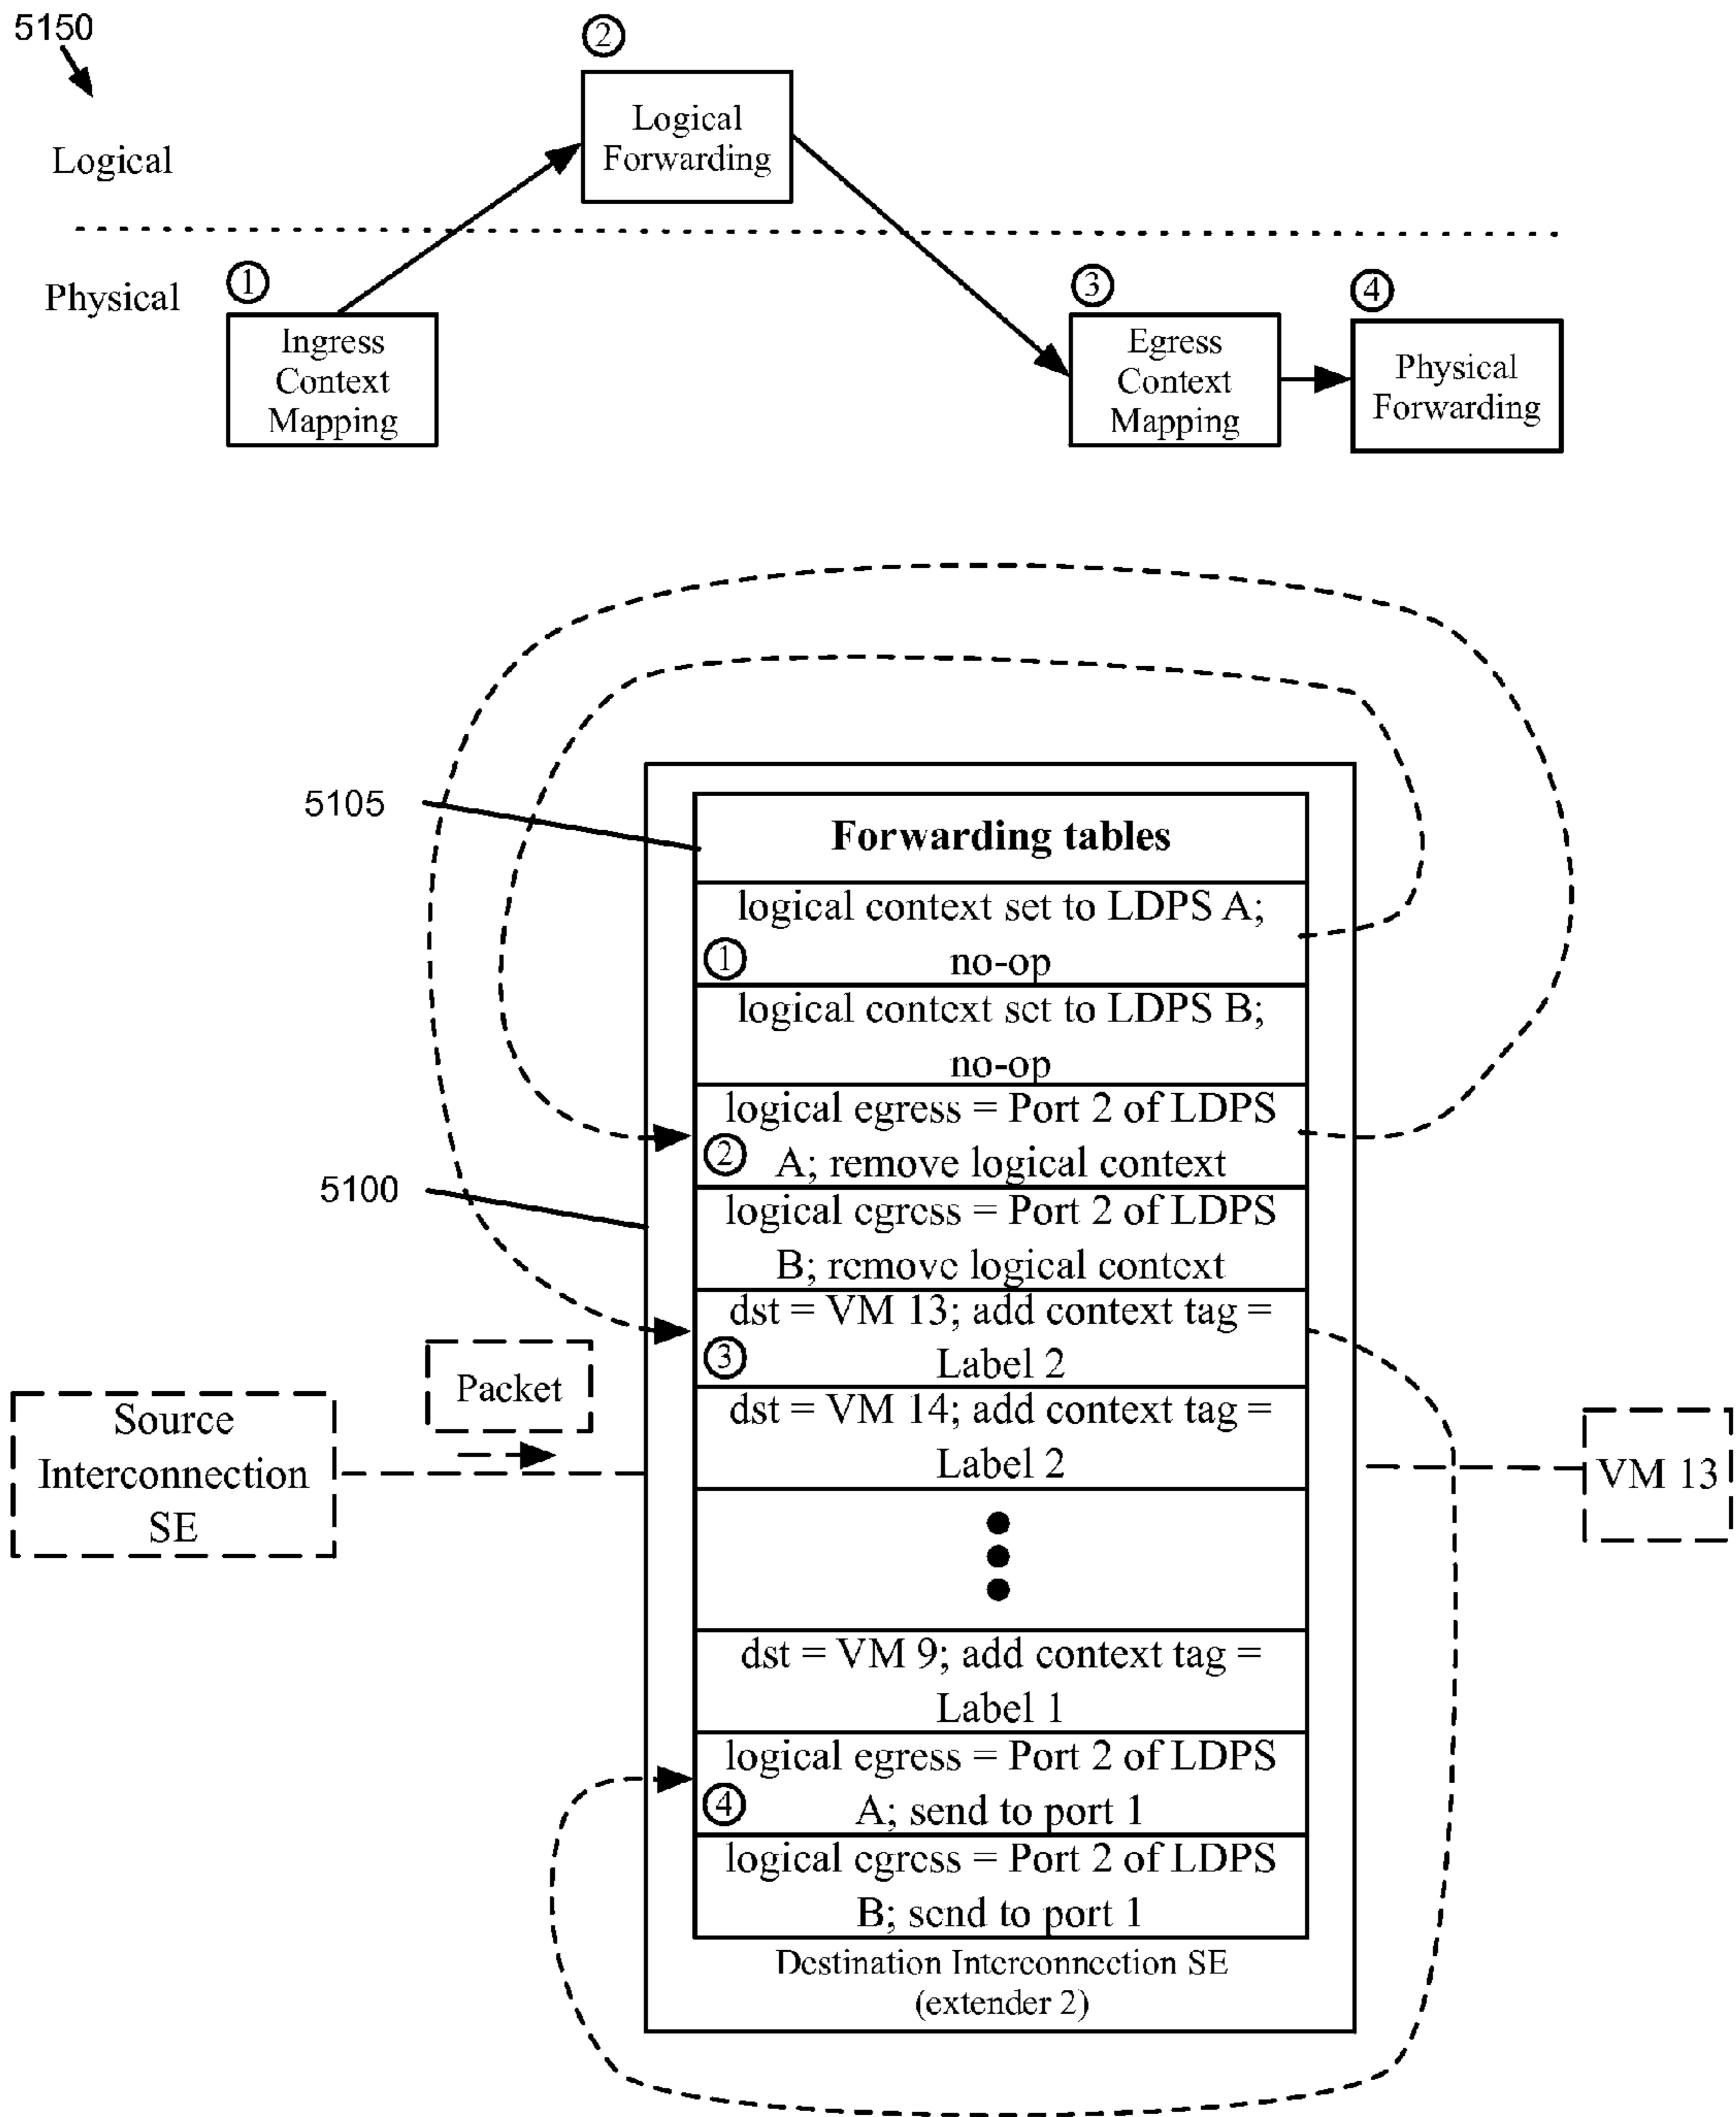 5150
②
Logical
Forwarding
Logical
Physical
①
Ingress
Context
Mapping
③
Egress
Context
Mapping
④
Physical
Forwarding
5105
Forwarding tables
logical context set to LDPS A;
① no-op
logical context set to LDPS B;
no-op
logical egress = Port 2 of LDPS
② A; remove logical context
5100
logical egress = Port 2 of LDPS
B; remove logical context
dst = VM 13; add context tag =
③ Label 2
Packet
dst = VM 14; add context tag =
Label 2
Source
Interconnection
SE
VM 13
dst = VM 9; add context tag =
Label 1
logical egress = Port 2 of LDPS
④ A; send to port 1
logical egress = Port 2 of LDPS
B; send to port 1
Destination Interconnection SE
(extender 2)